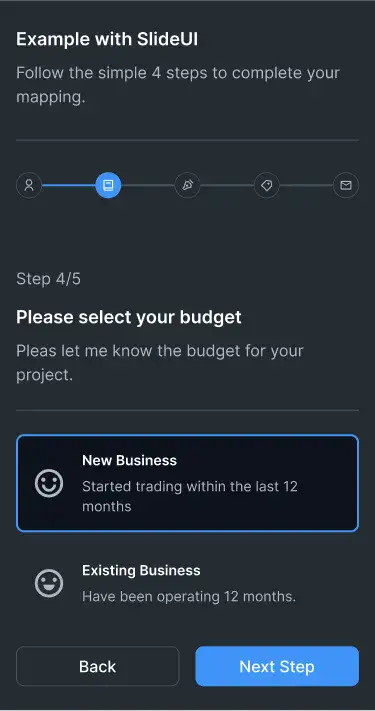 Example with SlideUI
Follow the simple 4 steps to complete your
mapping.
Step 4/5
Please select your budget
Pleas let me know the budget for your
project.
New Business
Started trading within the last 12
months
Existing Business
Have been operating 12 months.
Back
Next Step